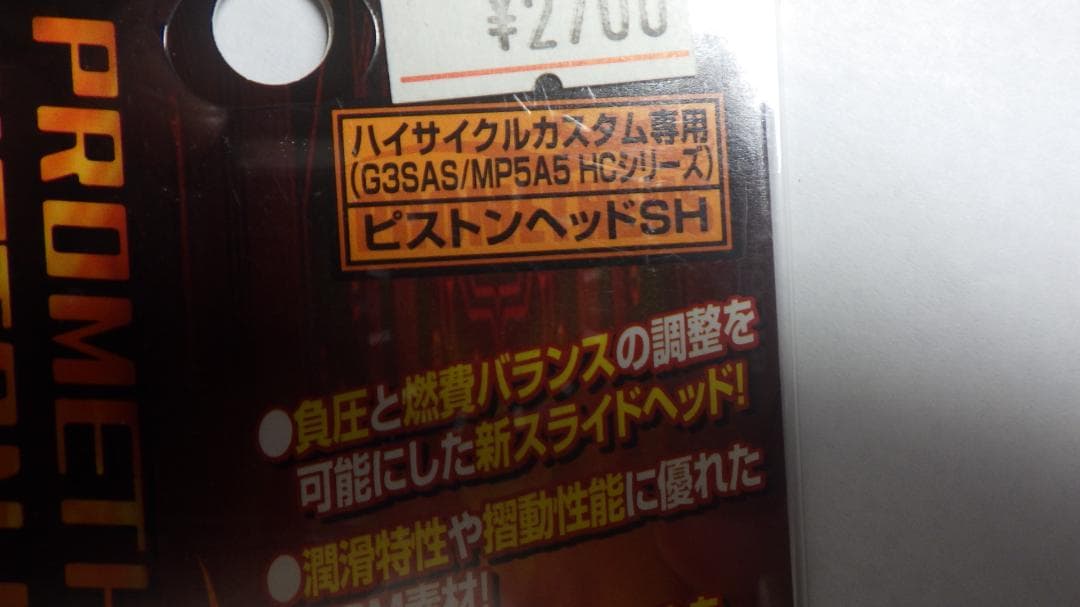 ¥2700
ハイサイクルカスタム専用
(G3SAS/MP5A5 HCシリーズ)
ピストンヘッドSH
PROMETH
●負圧と燃費バランスの調整を
可能にした新スライドヘッド!
●潤滑特性や摺動性能に優れた
素材!